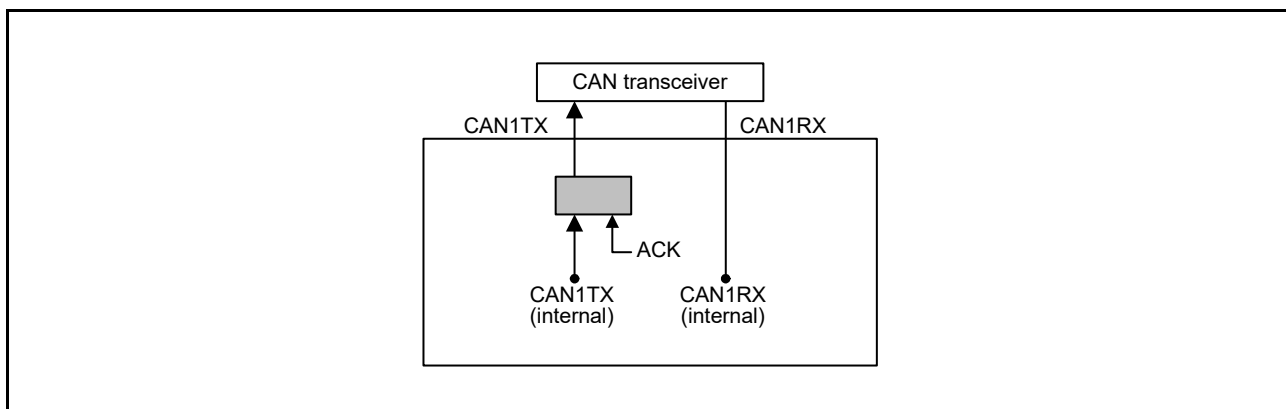 CAN transceiver
CAN1TX
CAN1RX
ACK
CAN1TX
(internal)
CAN1RX
(internal)